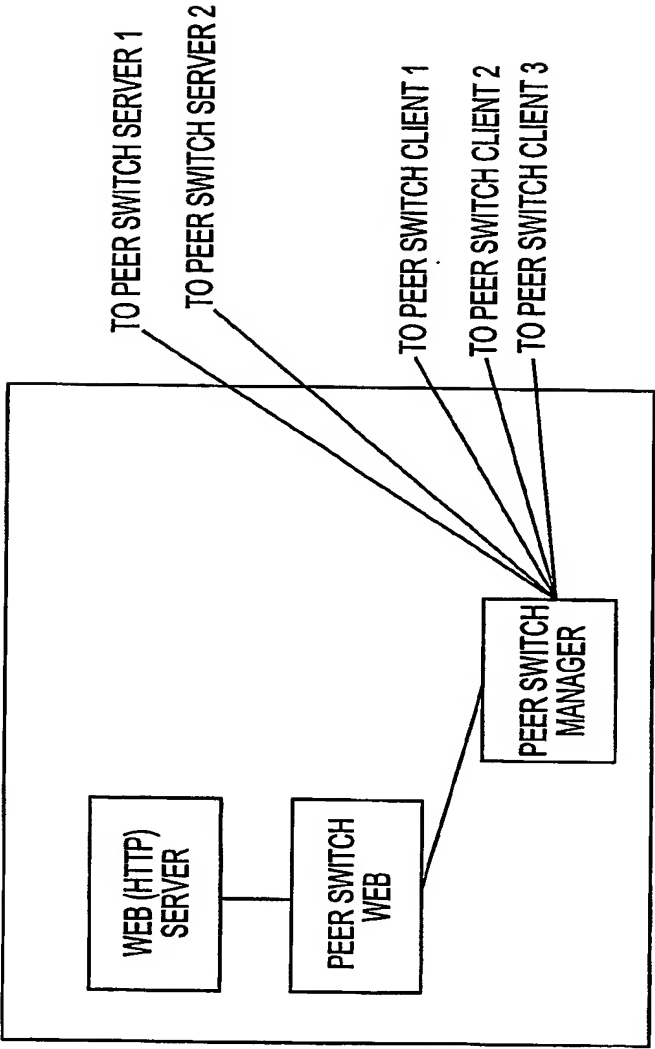 WEB (HTTP)
SERVER
PEER SWITCH
WEB
PEER SWITCH
MANAGER
TO PEER SWITCH SERVER 1
TO PEER SWITCH SERVER 2
TO PEER SWITCH CLIENT 1
TO PEER SWITCH CLIENT 2
TO PEER SWITCH CLIENT 3